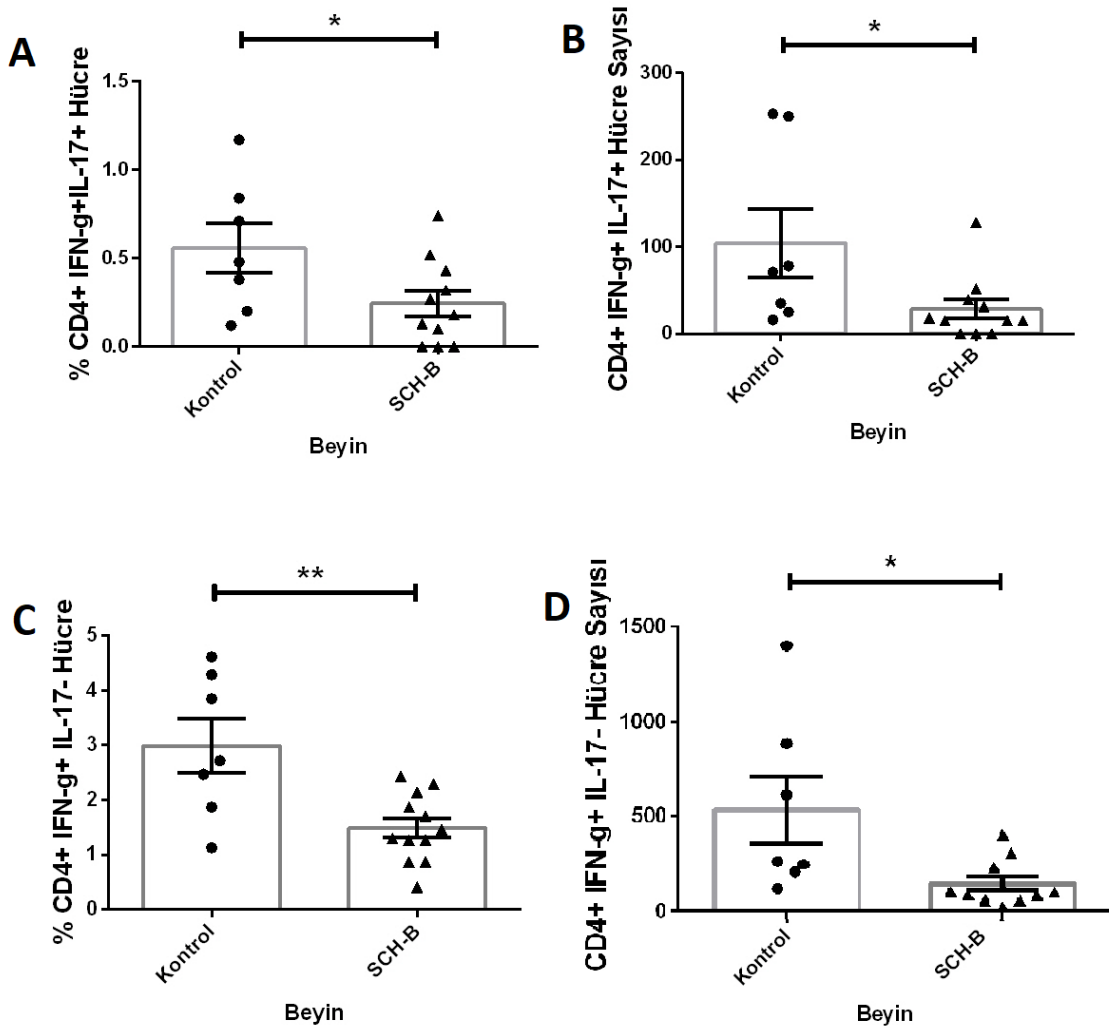 A
*
% CD4+ IFN-g+IL-17+ Hücre
1.5
1.0
0.5
0.0
Kontrol
SCH-B
Beyin
B
*
CD4+ IFN-g+ IL-17+ Hücre Sayısı
300
200
100
0
Kontrol
SCH-B
Beyin
C
**
% CD4+ IFN-g+ IL-17- Hücre
5
4
3
2
1
0
Kontrol
SCH-B
Beyin
D
*
CD4+ IFN-g+ IL-17- Hücre Sayısı
1500
1000
500
0
Kontrol
SCH-B
Beyin